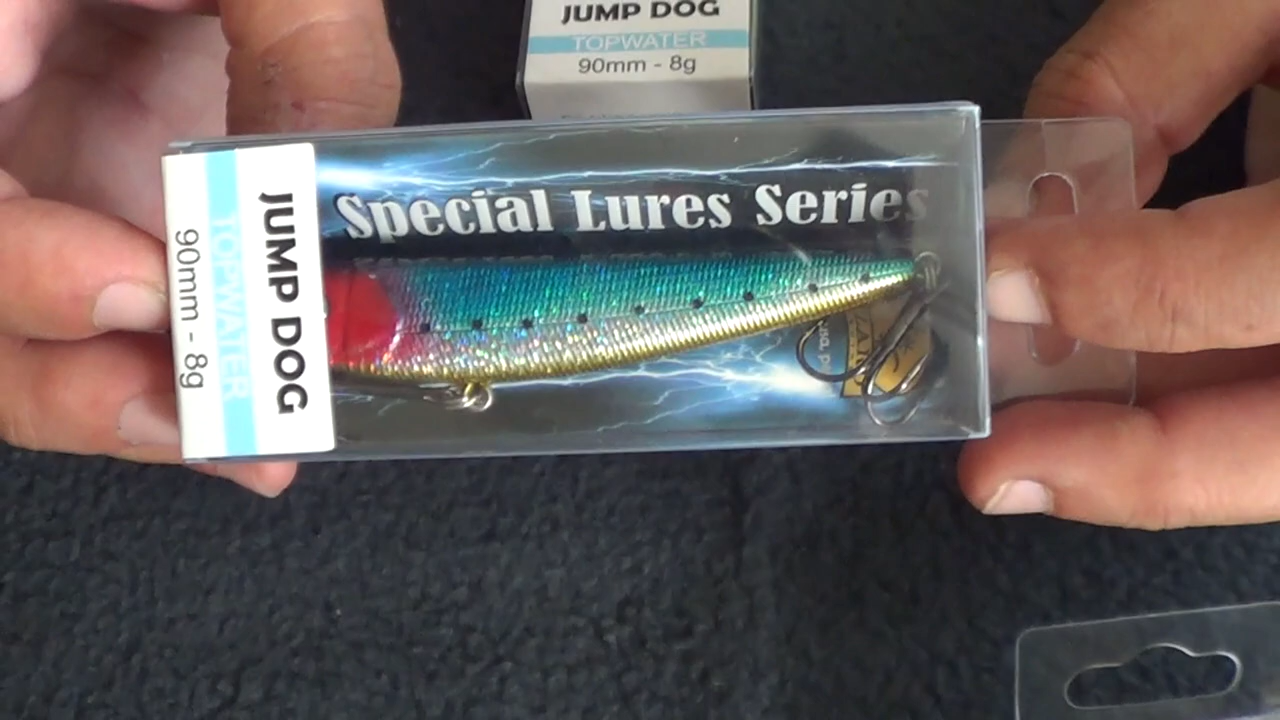 JUMP DOG
TOPWATER
90mm - 8g
Special Lures Series
JUMP DOG
TOPWATER
90mm - 8g